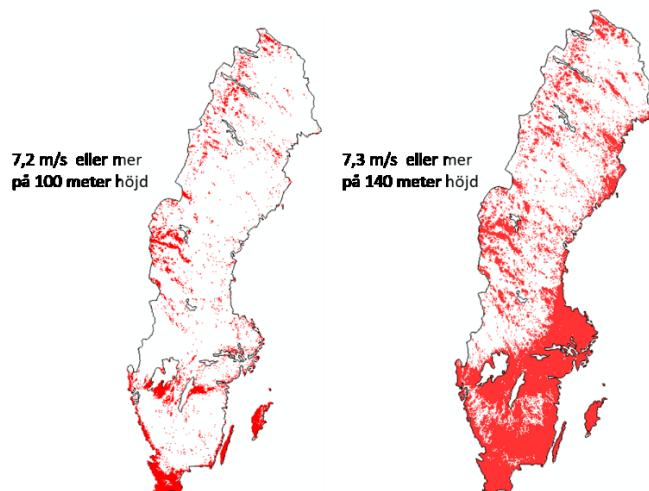 7,2 m/s eller mer
på 100 meter höjd
7,3 m/s eller mer
på 140 meter höjd